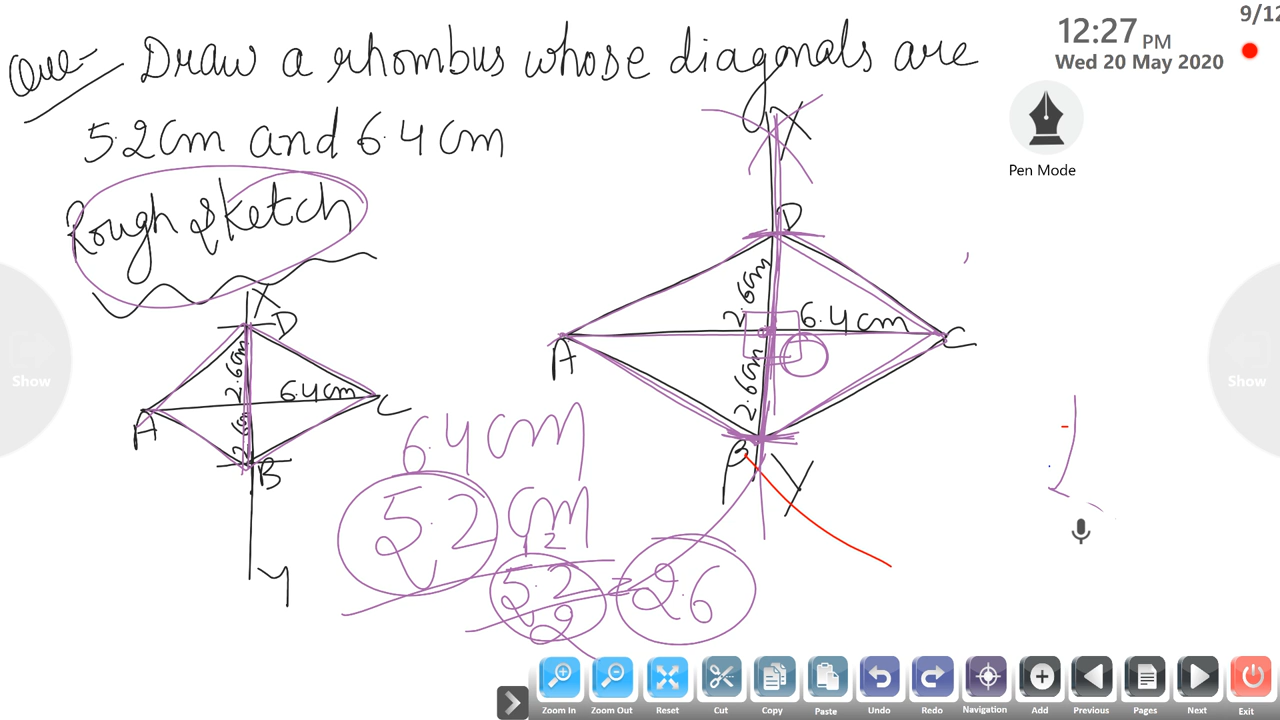 12:27 PM
Wed 20 May 2020
9/12
Que- Draw a rhombus whose diagonals are
5.2cm and 6.4cm
Pen Mode
Rough sketch
X
D
2.6cm
6.4cm
A
C
B
Y
X
D
2.6cm
6.4cm
A
C
2.6cm
B
Y
6.4cm
5.2cm
5.2/2 = 2.6
Show
Show
Zoom In
Zoom Out
Reset
Cut
Copy
Paste
Undo
Redo
Navigation
Add
Previous
Pages
Next
Exit